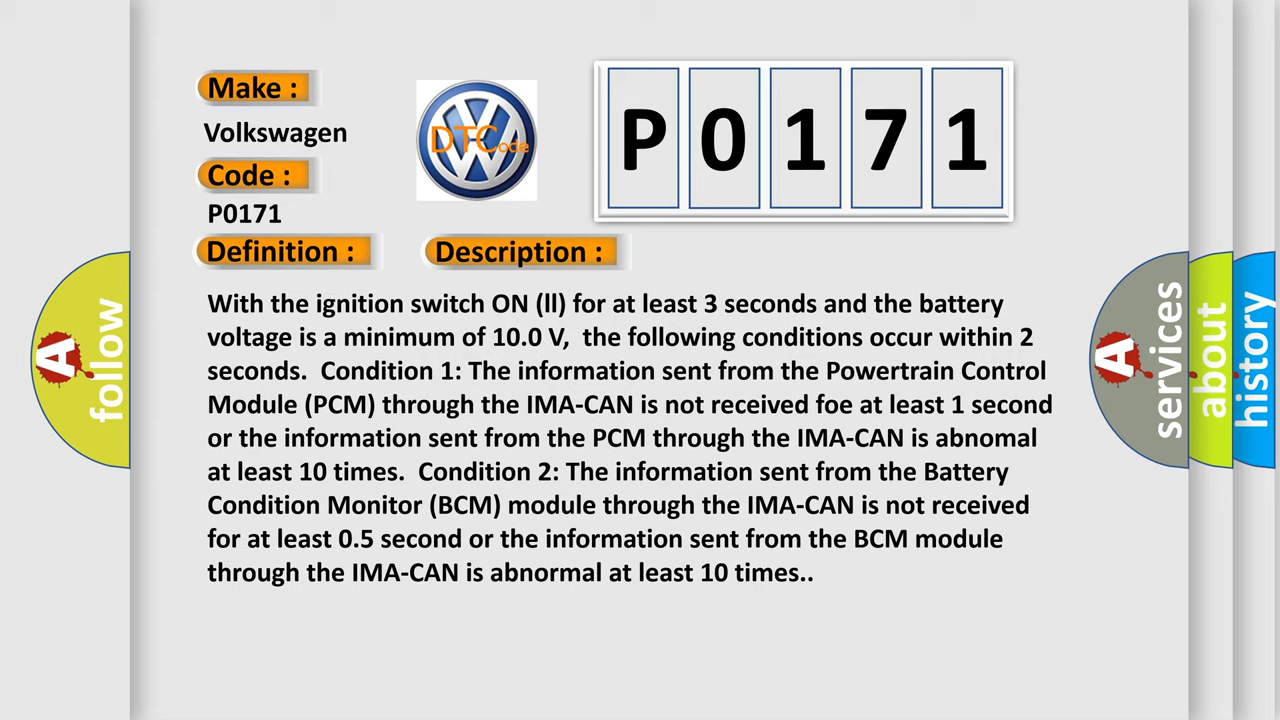 Make :
Volkswagen
Code :
P0171
DTCode
P0171
Definition :
Description :
With the ignition switch ON (ll) for at least 3 seconds and the battery
voltage is a minimum of 10.0 V,  the following conditions occur within 2
seconds.  Condition 1: The information sent from the Powertrain Control
Module (PCM) through the IMA-CAN is not received foe at least 1 second
or the information sent from the PCM through the IMA-CAN is abnomal
at least 10 times.  Condition 2: The information sent from the Battery
Condition Monitor (BCM) module through the IMA-CAN is not received
for at least 0.5 second or the information sent from the BCM module
through the IMA-CAN is abnormal at least 10 times..
A
follow
A
services
about
history